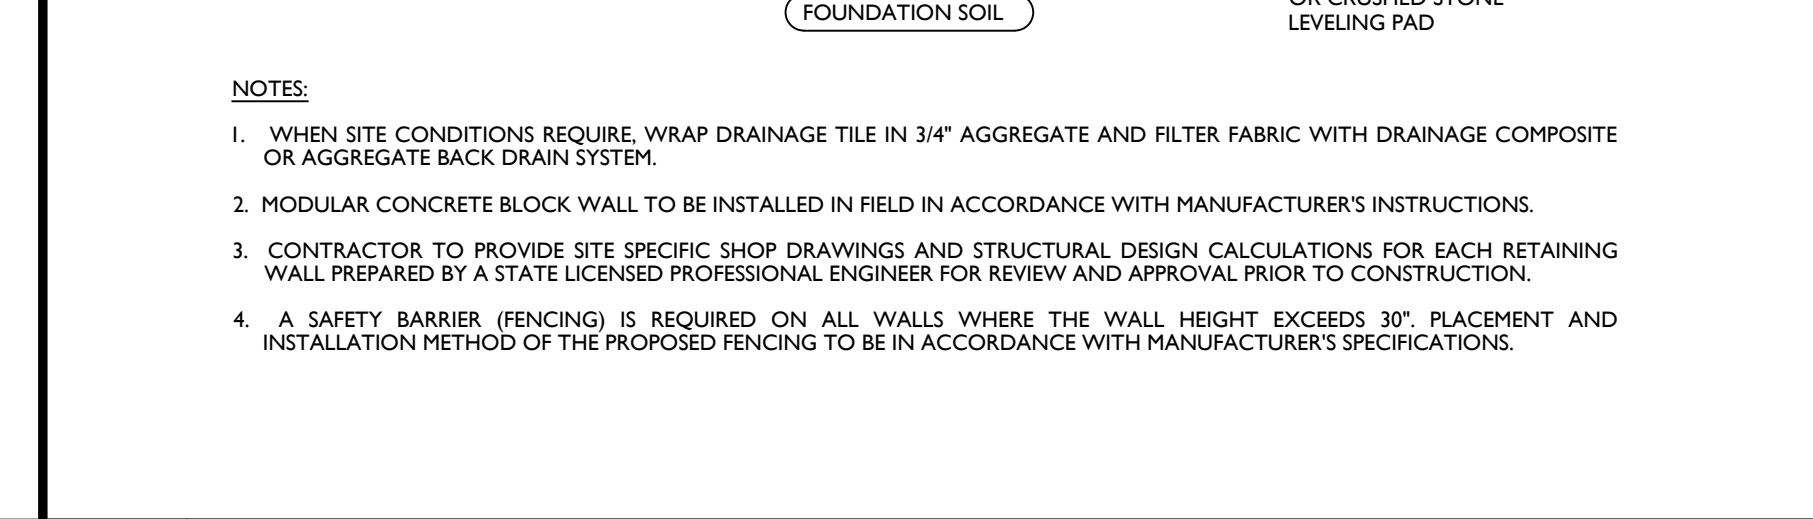 FOUNDATION SOIL
OR CRUSHED STONE
LEVELING PAD
NOTES:
1. WHEN SITE CONDITIONS REQUIRE, WRAP DRAINAGE TILE IN 3/4" AGGREGATE AND FILTER FABRIC WITH DRAINAGE COMPOSITE
OR AGGREGATE BACK DRAIN SYSTEM.
2. MODULAR CONCRETE BLOCK WALL TO BE INSTALLED IN FIELD IN ACCORDANCE WITH MANUFACTURER'S INSTRUCTIONS.
3. CONTRACTOR TO PROVIDE SITE SPECIFIC SHOP DRAWINGS AND STRUCTURAL DESIGN CALCULATIONS FOR EACH RETAINING
WALL PREPARED BY A STATE LICENSED PROFESSIONAL ENGINEER FOR REVIEW AND APPROVAL PRIOR TO CONSTRUCTION.
4. A SAFETY BARRIER (FENCING) IS REQUIRED ON ALL WALLS WHERE THE WALL HEIGHT EXCEEDS 30". PLACEMENT AND
INSTALLATION METHOD OF THE PROPOSED FENCING TO BE IN ACCORDANCE WITH MANUFACTURER'S SPECIFICATIONS.